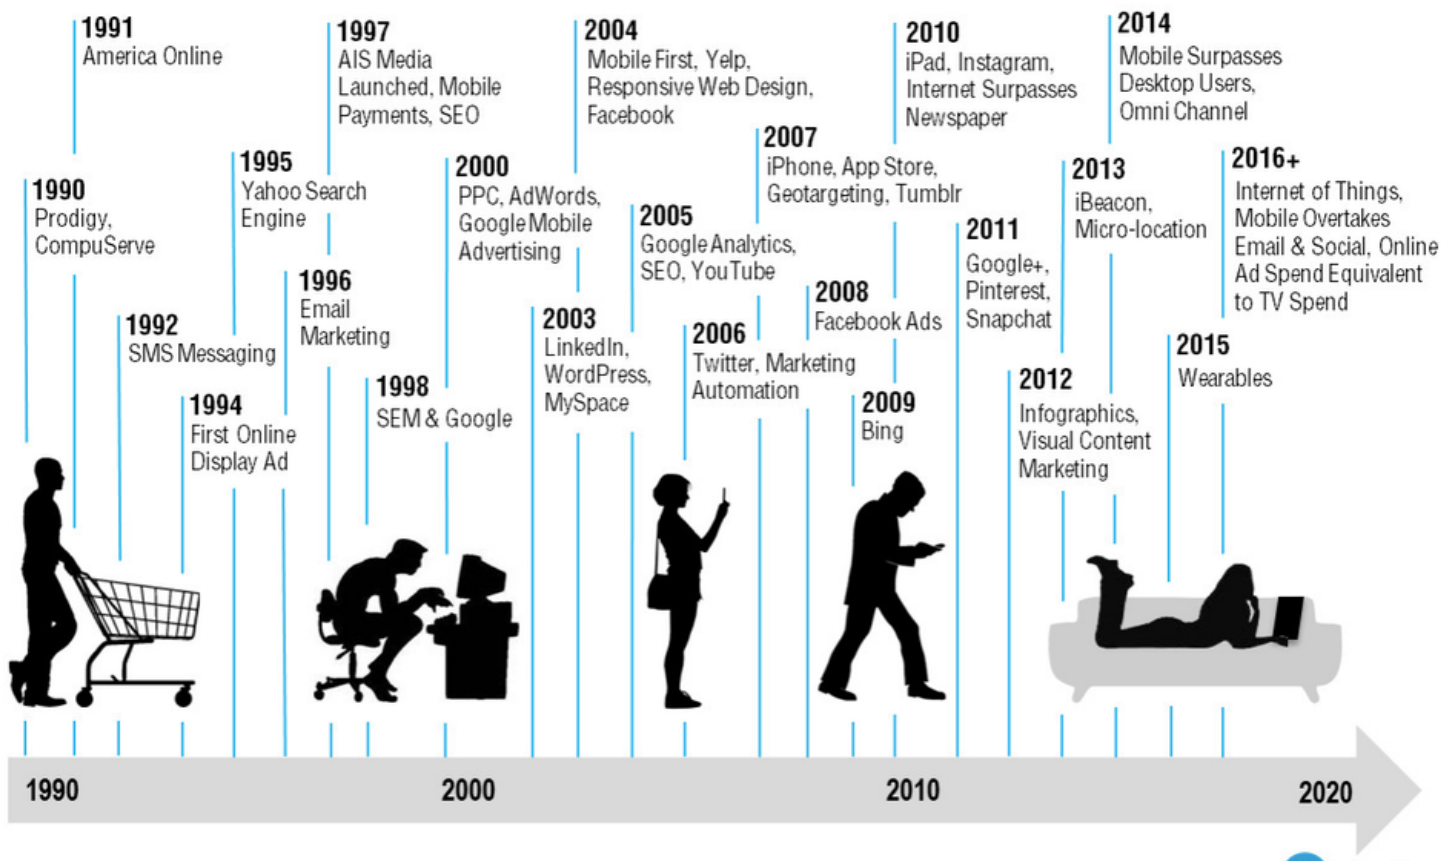 1990
Prodigy,
CompuServe
1991
America Online
1992
SMS Messaging
1994
First Online
Display Ad
1995
Yahoo Search
Engine
1996
Email
Marketing
1997
AIS Media
Launched, Mobile
Payments, SEO
1998
SEM & Google
2000
PPC, AdWords,
Google Mobile
Advertising
2003
LinkedIn,
WordPress,
MySpace
2004
Mobile First, Yelp,
Responsive Web Design,
Facebook
2005
Google Analytics,
SEO, YouTube
2006
Twitter, Marketing
Automation
2007
iPhone, App Store,
Geotargeting, Tumblr
2008
Facebook Ads
2009
Bing
2010
iPad, Instagram,
Internet Surpasses
Newspaper
2011
Google+,
Pinterest,
Snapchat
2012
Infographics,
Visual Content
Marketing
2013
iBeacon,
Micro-location
2014
Mobile Surpasses
Desktop Users,
Omni Channel
2015
Wearables
2016+
Internet of Things,
Mobile Overtakes
Email & Social, Online
Ad Spend Equivalent
to TV Spend
1990
2000
2010
2020